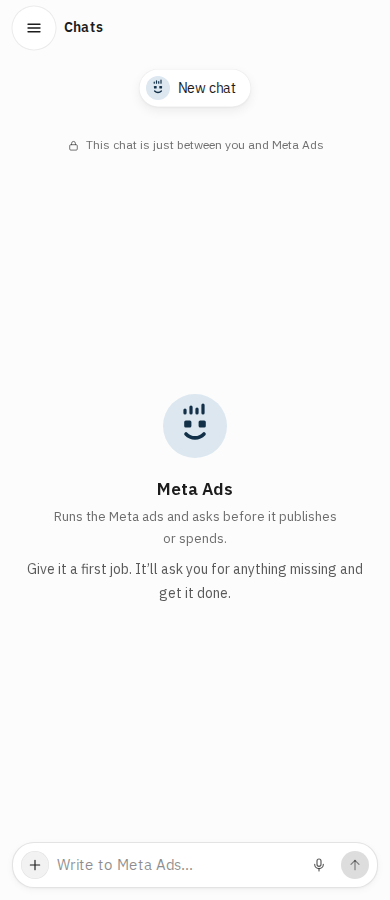 Chats
New chat
This chat is just between you and Meta Ads
Meta Ads
Runs the Meta ads and asks before it publishes
or spends.
Give it a first job. It’ll ask you for anything missing and
get it done.
Write to Meta Ads...